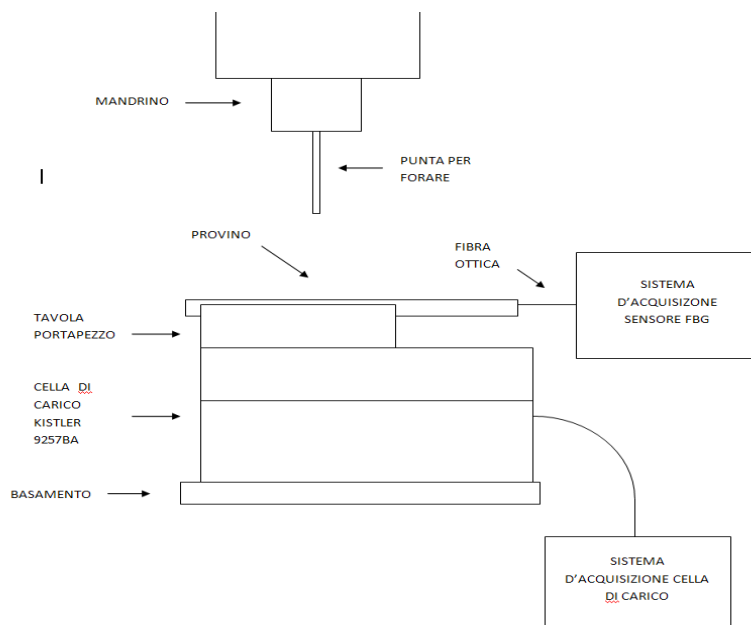 MANDRINO
PUNTA PER
FORARE
PROVINO
FIBRA
OTTICA
SISTEMA
D'ACQUISIZONE
SENSORE FBG
TAVOLA
PORTAPEZZO
CELLA DI
CARICO
KISTLER
9257BA
BASAMENTO
SISTEMA
D'ACQUISIZIONE CELLA
DI CARICO